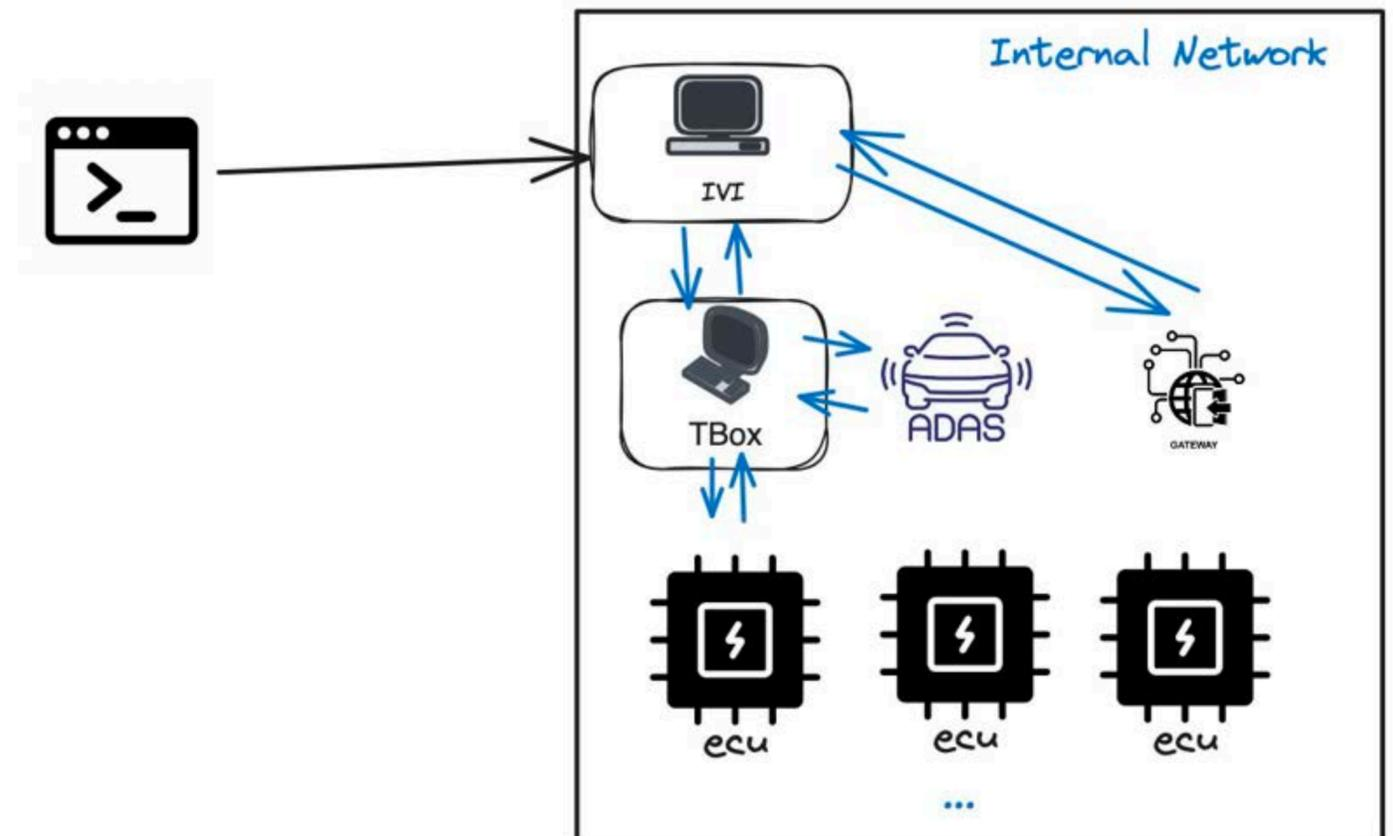 Internal Network
IVI
TBox
ADAS
GATEWAY
ecu
ecu
ecu
...